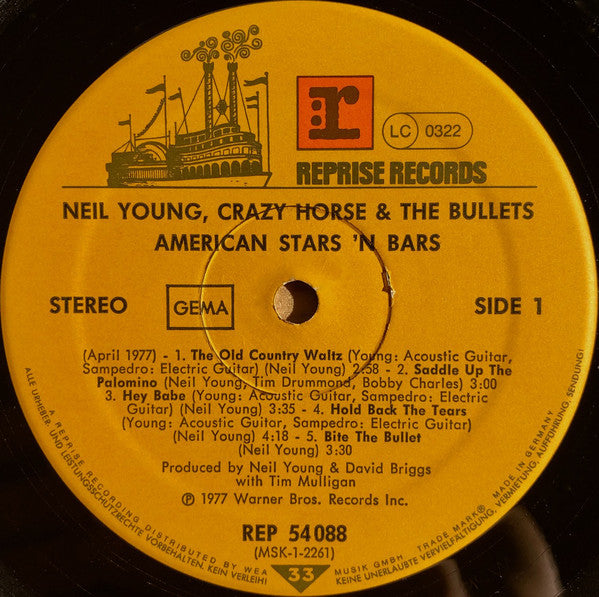 r
REPRISE RECORDS
LC 0322
NEIL YOUNG, CRAZY HORSE & THE BULLETS
AMERICAN STARS 'N BARS
STEREO
GEMA
SIDE 1
(April 1977) - 1. The Old Country Waltz (Young: Acoustic Guitar,
Sampedro: Electric Guitar) (Neil Young) 2:58 - 2. Saddle Up The
Palomino (Neil Young, Tim Drummond, Bobby Charles) 3:00
3. Hey Babe (Young: Acoustic Guitar, Sampedro: Electric
Guitar) (Neil Young) 3:35 - 4. Hold Back The Tears
(Young: Acoustic Guitar, Sampedro: Electric Guitar)
(Neil Young) 4:18 - 5. Bite The Bullet
(Neil Young) 3:30
Produced by Neil Young & David Briggs
with Tim Mulligan
℗ 1977 Warner Bros. Records Inc.
REP 54 088
(MSK-1-2261)
33
A REPRISE RECORDING DISTRIBUTED BY WEA MUSIK GMBH TRADE MARK® MADE IN GERMANY
ALLE URHEBER- UND LEISTUNGSSCHUTZRECHTE VORBEHALTEN. KEIN VERLEIH! KEINE UNERLAUBTE VERVIELFÄLTIGUNG, VERMIETUNG, AUFFÜHRUNG, SENDUNG!